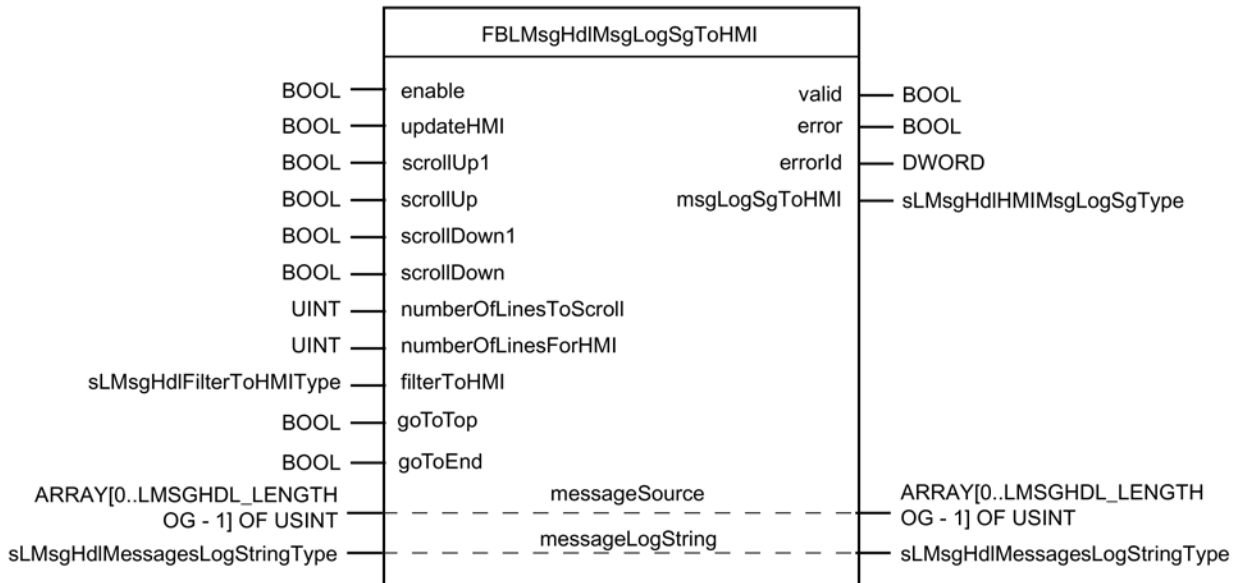 FBLMsgHdlMsgLogSgToHMI
BOOL enable valid BOOL
BOOL updateHMI error BOOL
BOOL scrollUp1 errorId DWORD
BOOL scrollUp msgLogSgToHMI sLMsgHdlHMIMsgLogSgType
BOOL scrollDown1
BOOL scrollDown
UINT numberOfLinesToScroll
UINT numberOfLinesForHMI
sLMsgHdlFilterToHMIType filterToHMI
BOOL goToTop
BOOL goToEnd
ARRAY[0..LMSGHDL_LENGTH messageSource ARRAY[0..LMSGHDL_LENGTH
OG - 1] OF USINT OG - 1] OF USINT
sLMsgHdlMessagesLogStringType messageLogString sLMsgHdlMessagesLogStringType